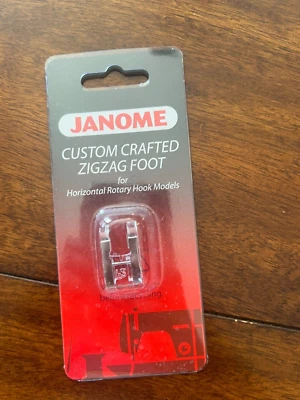 JANOME
CUSTOM CRAFTED
ZIGZAG FOOT
for
Horizontal Rotary Hook Models